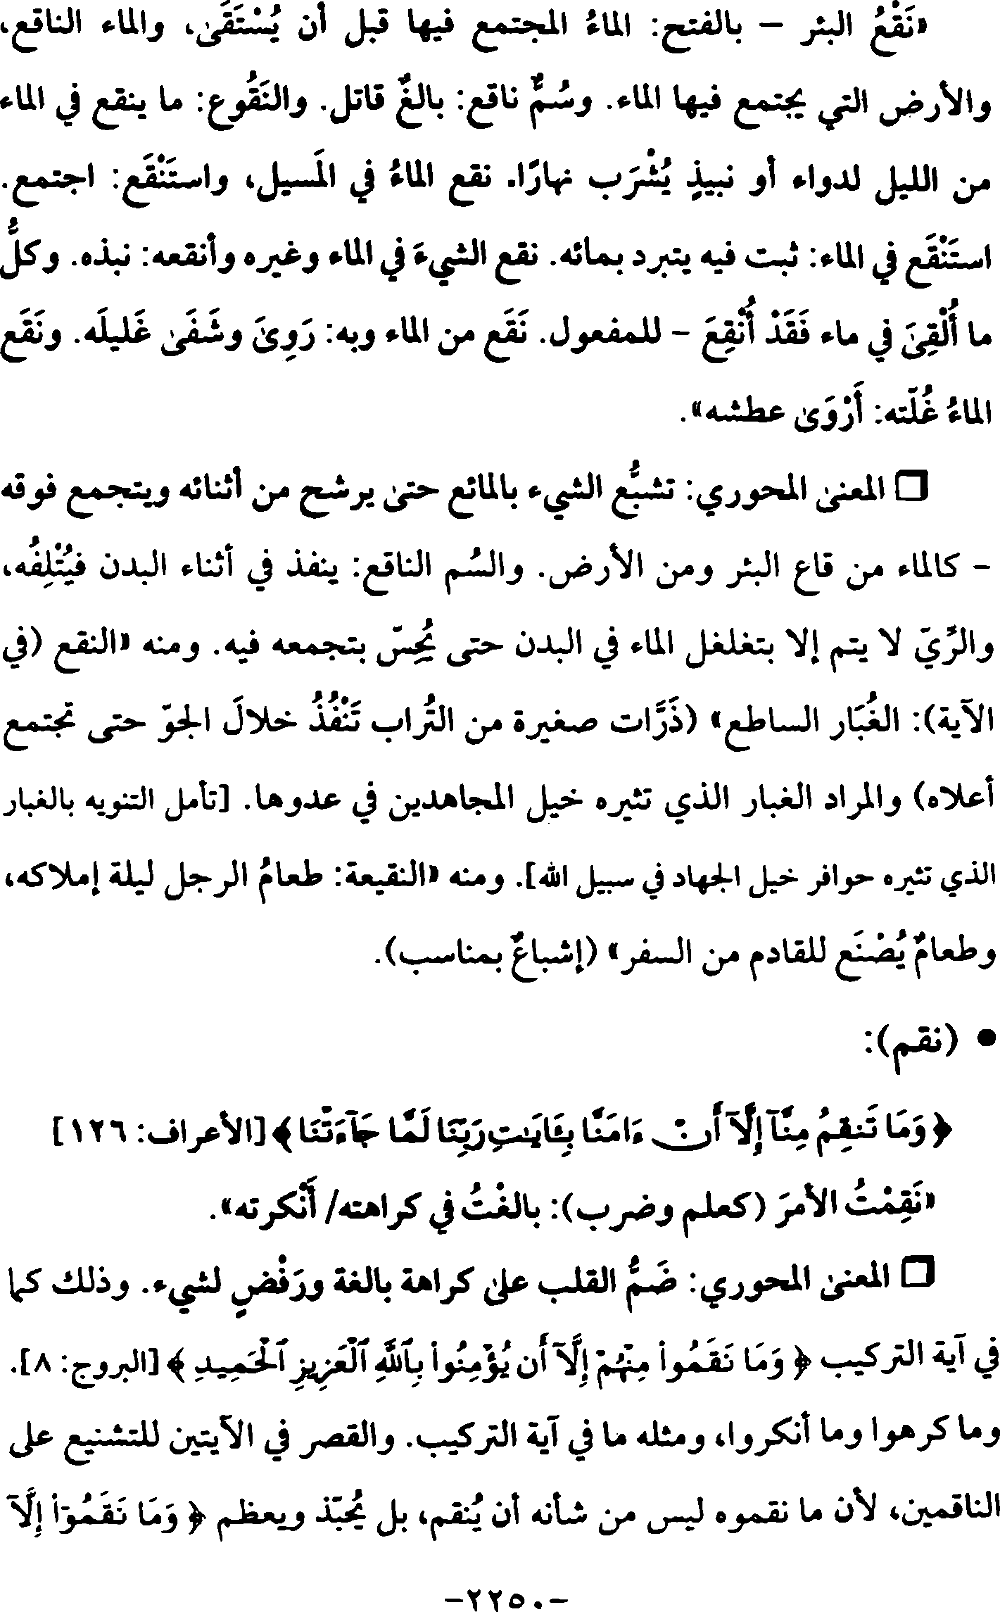 «نَقْعُ البئر – بالفتح: الماءُ المجتمع فيها قبل أن يُسْتَقَىٰ، والماء الناقع،
والأرض التي يجتمع فيها الماء. وسُمٌّ ناقع: بالغٌ قاتل. والنَقُوع: ما ينقع في الماء
من الليل لدواء أو نبيذٍ يُشْرَب نهارًا. نقع الماءُ في المَسيل، واستَنْقَع: اجتمع.
استَنْقَع في الماء: ثبت فيه يتبرد بمائه. نقع الشيءَ في الماء وغيره وأنقعه: نبذه. وكلُّ
ما أُلْقِيَ في ماء فَقَدْ أُنْقِعَ – للمفعول. نَقَع من الماء وبه: رَوِيَ وشَفَىٰ غَليلَه. ونَقَع
الماءُ غُلّته: أَرْوَىٰ عطشه».
❒ المعنىٰ المحوري: تشبُّع الشيء بالمائع حتىٰ يرشح من أثنائه ويتجمع فوقه
– كالماء من قاع البئر ومن الأرض. والسُم الناقع: ينفذ في أثناء البدن فيُتْلِفُه،
والرِّيّ لا يتم إلا بتغلغل الماء في البدن حتى يُحِسّ بتجمعه فيه. ومنه «النقع (في
الآية): الغُبَار الساطع» (ذَرَّات صغيرة من التُراب تَنْفُذُ خلالَ الجوّ حتى تجتمع
أعلاه) والمراد الغبار الذي تثيره خيل المجاهدين في عدوها. [تأمل التنويه بالغبار
الذي تثيره حوافر خيل الجهاد في سبيل الله]. ومنه «النقيعة: طعامُ الرجل ليلة إملاكه،
وطعامٌ يُصْنَع للقادم من السفر» (إشباعٌ بمناسب).
• (نقم):
﴿ وَمَا تَنقِمُ مِنَّآ إِلَّآ أَنْ ءَامَنَّا بِـَٔايَـٰتِ رَبِّنَا لَمَّا جَآءَتْنَا ﴾ [الأعراف: ١٢٦]
«نَقِمْتُ الأمرَ (كعلم وضرب): بالغْتُ في كراهته/ أَنْكرته».
❒ المعنىٰ المحوري: ضَمُّ القلب علىٰ كراهة بالغة ورَفْضٍ لشيء. وذلك كما
في آية التركيب ﴿ وَمَا نَقَمُوا۟ مِنْهُمْ إِلَّآ أَن يُؤْمِنُوا۟ بِٱللَّهِ ٱلْعَزِيزِ ٱلْحَمِيدِ ﴾ [البروج: ٨].
وما كرهوا وما أنكروا، ومثله ما في آية التركيب. والقصر في الآيتين للتشنيع على
الناقمين، لأن ما نقموه ليس من شأنه أن يُنقم، بل يُحبّذ ويعظم ﴿ وَمَا نَقَمُوٓا۟ إِلَّآ
-٢٢٥٠-